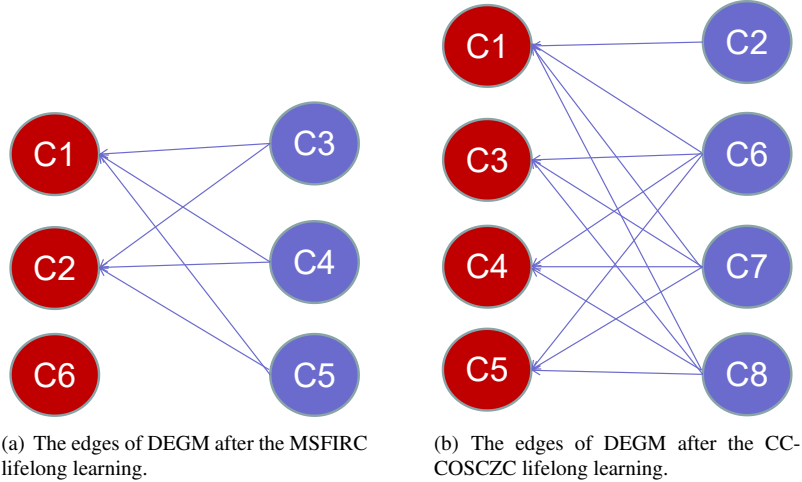 C1
C2
C6
C3
C4
C5
(a) The edges of DEGM after the MSFIRC
lifelong learning.
C1
C3
C4
C5
C2
C6
C7
C8
(b) The edges of DEGM after the CC-
COSCZC lifelong learning.